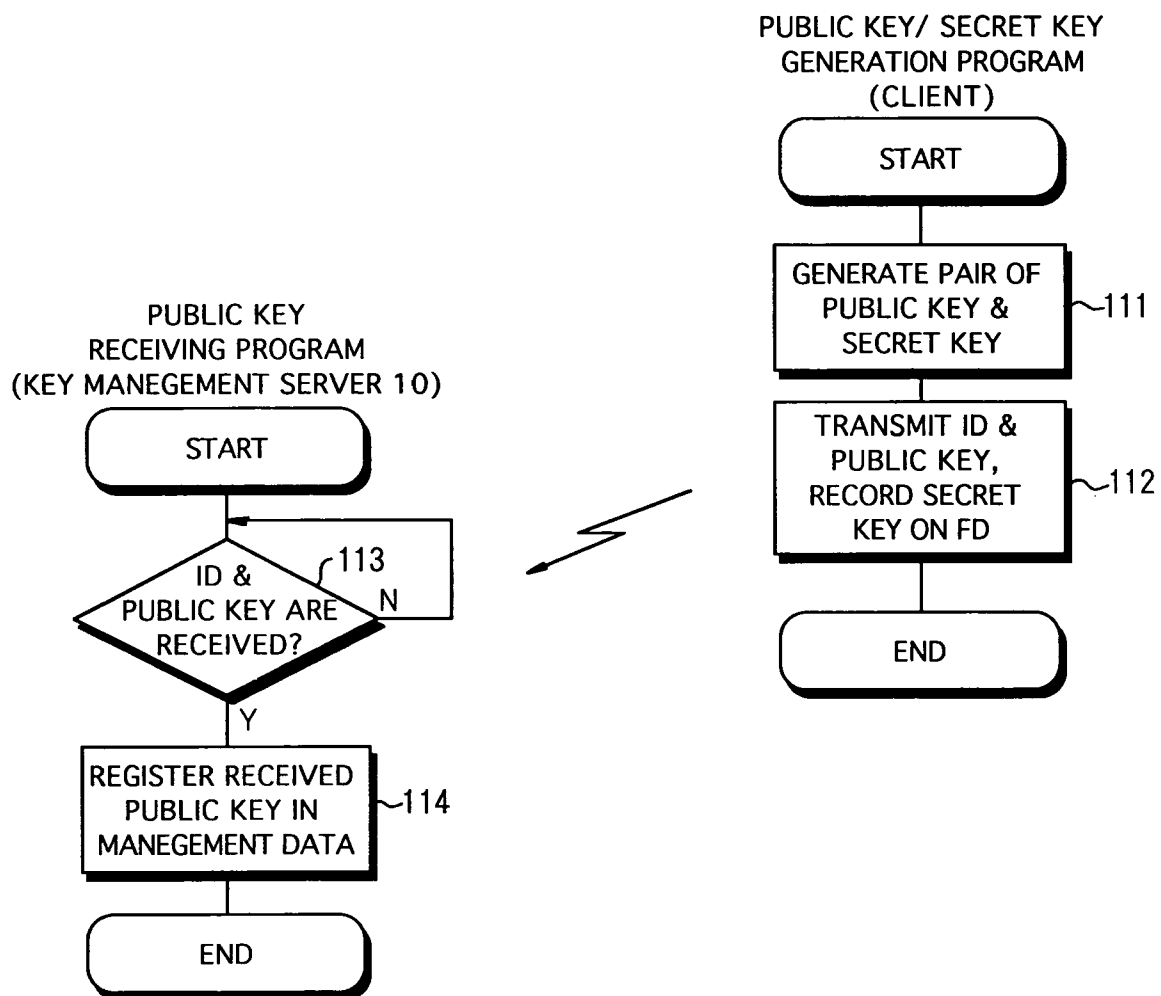 PUBLIC KEY/ SECRET KEY
GENERATION PROGRAM
(CLIENT)
START
GENERATE PAIR OF
PUBLIC KEY &
SECRET KEY
111
TRANSMIT ID &
PUBLIC KEY,
RECORD SECRET
KEY ON FD
112
END
PUBLIC KEY
RECEIVING PROGRAM
(KEY MANEGEMENT SERVER 10)
START
ID &
PUBLIC KEY ARE
RECEIVED?
113
N
Y
REGISTER RECEIVED
PUBLIC KEY IN
MANEGEMENT DATA
114
END